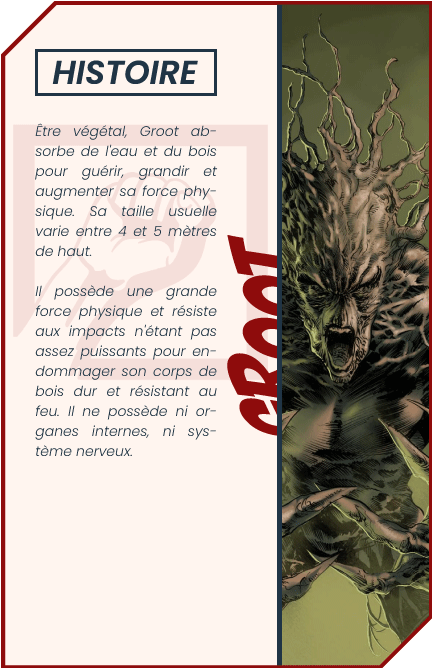 HISTOIRE
Être végétal, Groot ab-
sorbe de l'eau et du bois
pour guérir, grandir et
augmenter sa force phy-
sique. Sa taille usuelle
varie entre 4 et 5 mètres
de haut.
Il possède une grande
force physique et résiste
aux impacts n'étant pas
assez puissants pour en-
dommager son corps de
bois dur et résistant au
feu. Il ne possède ni or-
ganes internes, ni sys-
tème nerveux.
GROOT